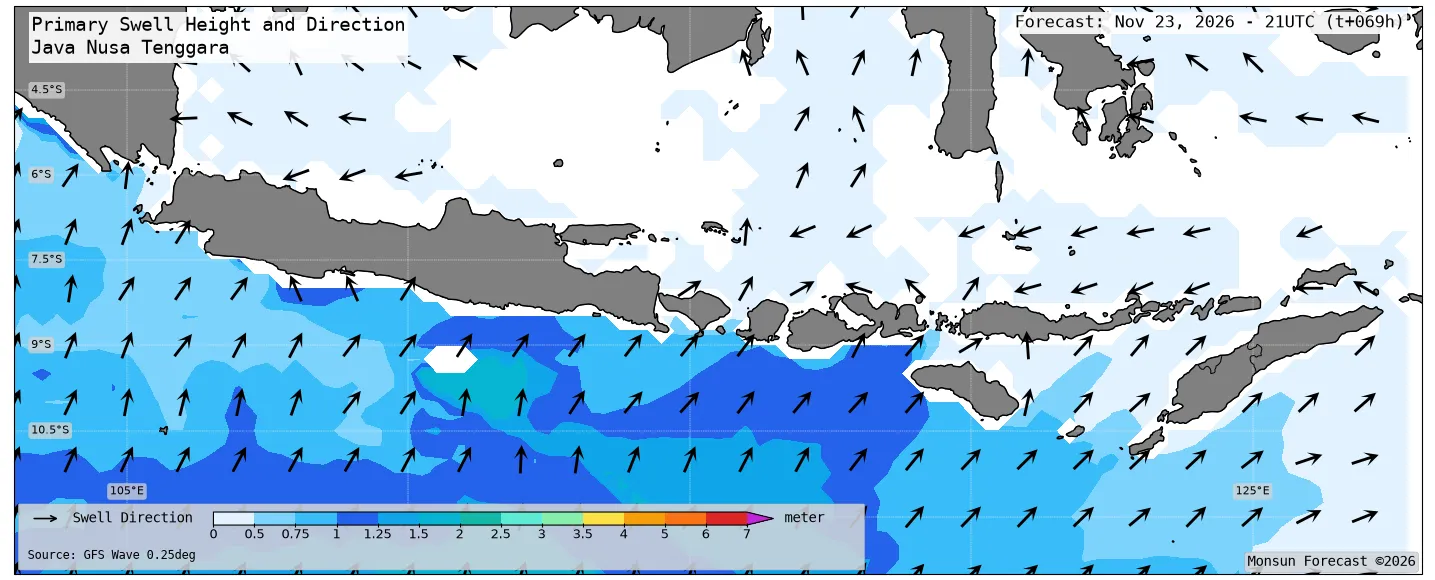 Primary Swell Height and Direction
Java Nusa Tenggara
Forecast: Nov 23, 2026 - 21UTC (t+069h)
4.5°S
6°S
7.5°S
9°S
10.5°S
105°E
125°E
Swell Direction
0 0.5 0.75 1 1.25 1.5 2 2.5 3 3.5 4 5 6 7
meter
Source: GFS Wave 0.25deg
Monsun Forecast ©2026